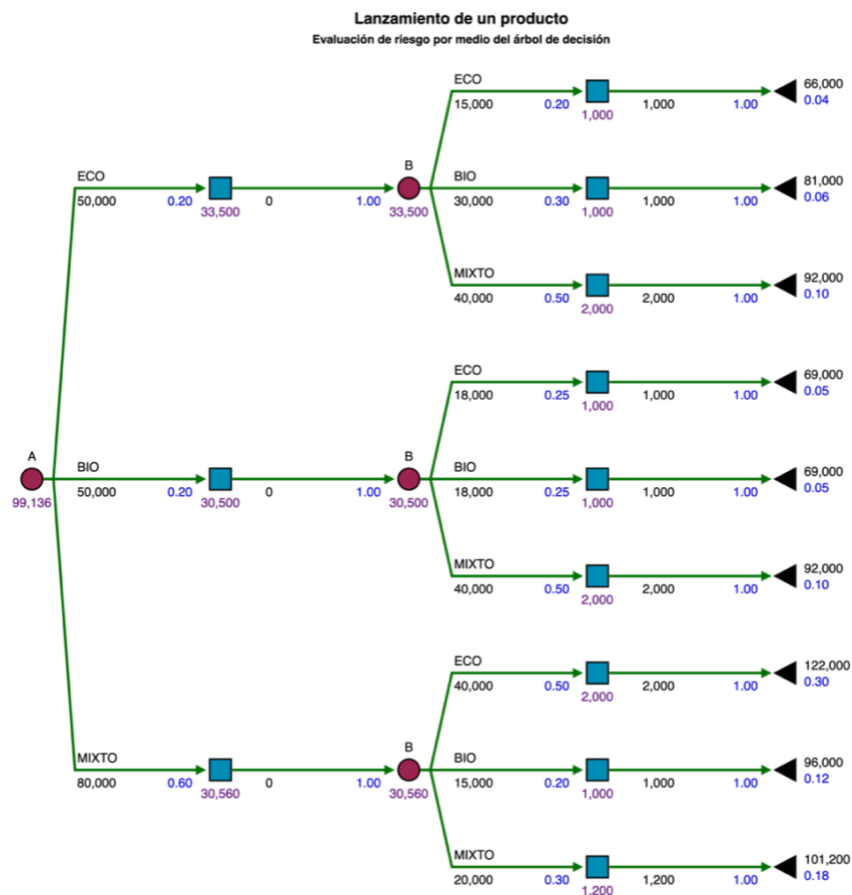 Lanzamiento de un producto
Evaluación de riesgo por medio del árbol de decisión
ECO
15,000 0.20 1,000 1,000 1.00 66,000
0.04
ECO
50,000 0.20 33,500 0 1.00
B
33,500
BIO
30,000 0.30 1,000 1,000 1.00 81,000
0.06
MIXTO
40,000 0.50 2,000 2,000 1.00 92,000
0.10
ECO
18,000 0.25 1,000 1,000 1.00 69,000
0.05
A
99,136
BIO
50,000 0.20 30,500 0 1.00
B
30,500
BIO
18,000 0.25 1,000 1,000 1.00 69,000
0.05
MIXTO
40,000 0.50 2,000 2,000 1.00 92,000
0.10
ECO
40,000 0.50 2,000 2,000 1.00 122,000
0.30
MIXTO
80,000 0.60 30,560 0 1.00
B
30,560
BIO
15,000 0.20 1,000 1,000 1.00 96,000
0.12
MIXTO
20,000 0.30 1,200 1,200 1.00 101,200
0.18